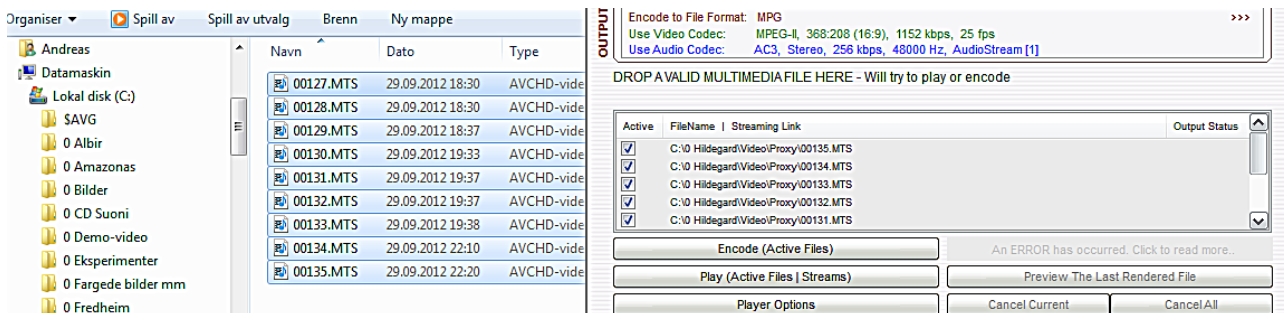 Organiser Spill av Spill av utvalg Brenn Ny mappe
Andreas
Datamaskin
Lokal disk (C:)
$AVG
0 Albir
0 Amazonas
0 Bilder
0 CD Suoni
0 Demo-video
0 Eksperimenter
0 Fargede bilder mm
0 Fredheim
Navn Dato Type
00127.MTS 29.09.2012 18:30 AVCHD-vide
00128.MTS 29.09.2012 18:30 AVCHD-vide
00129.MTS 29.09.2012 18:37 AVCHD-vide
00130.MTS 29.09.2012 19:33 AVCHD-vide
00131.MTS 29.09.2012 19:37 AVCHD-vide
00132.MTS 29.09.2012 19:37 AVCHD-vide
00133.MTS 29.09.2012 19:38 AVCHD-vide
00134.MTS 29.09.2012 22:10 AVCHD-vide
00135.MTS 29.09.2012 22:20 AVCHD-vide
OUTPUT
Encode to File Format: MPG >>>
Use Video Codec: MPEG-II, 368:208 (16:9), 1152 kbps, 25 fps
Use Audio Codec: AC3, Stereo, 256 kbps, 48000 Hz, AudioStream [1]
DROP A VALID MULTIMEDIA FILE HERE - Will try to play or encode
Active FileName | Streaming Link Output Status
C:\0 Hildegard\Video\Proxy\00135.MTS
C:\0 Hildegard\Video\Proxy\00134.MTS
C:\0 Hildegard\Video\Proxy\00133.MTS
C:\0 Hildegard\Video\Proxy\00132.MTS
C:\0 Hildegard\Video\Proxy\00131.MTS
Encode (Active Files) An ERROR has occurred. Click to read more..
Play (Active Files | Streams) Preview The Last Rendered File
Player Options Cancel Current Cancel All